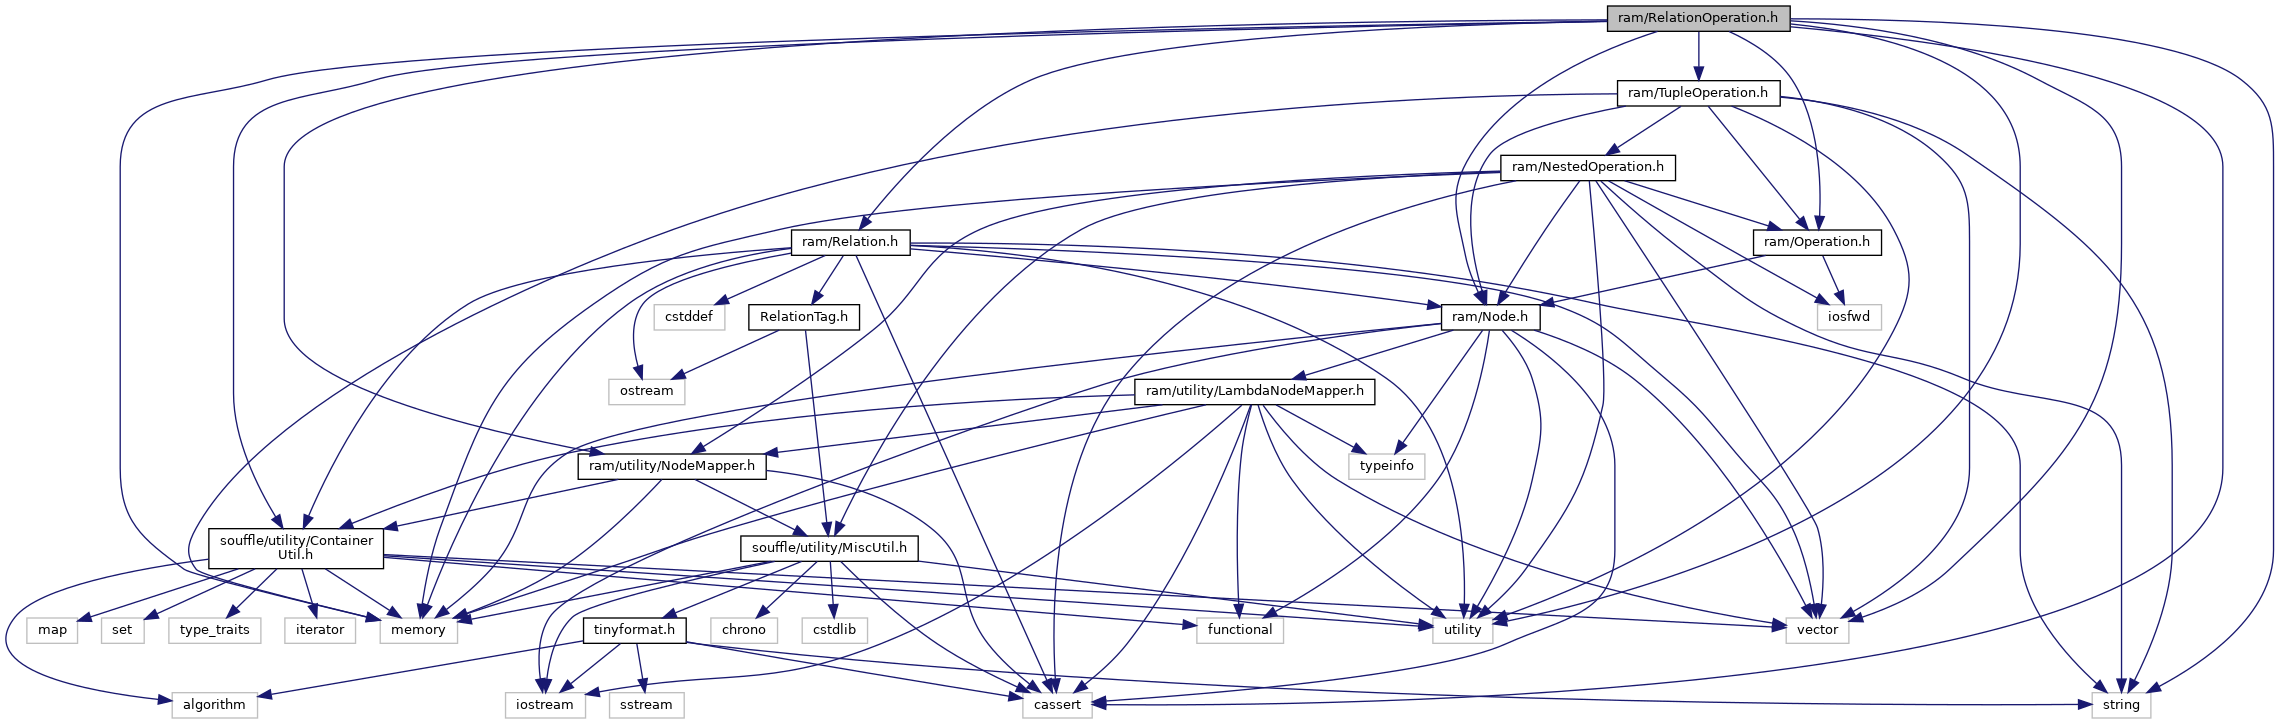 ram/RelationOperation.h
ram/TupleOperation.h
ram/NestedOperation.h
ram/Relation.h
ram/Operation.h
cstddef
RelationTag.h
ram/Node.h
iosfwd
ostream
ram/utility/LambdaNodeMapper.h
ram/utility/NodeMapper.h
typeinfo
souffle/utility/Container
Util.h
souffle/utility/MiscUtil.h
map
set
type_traits
iterator
memory
tinyformat.h
chrono
cstdlib
functional
utility
vector
algorithm
iostream
sstream
cassert
string